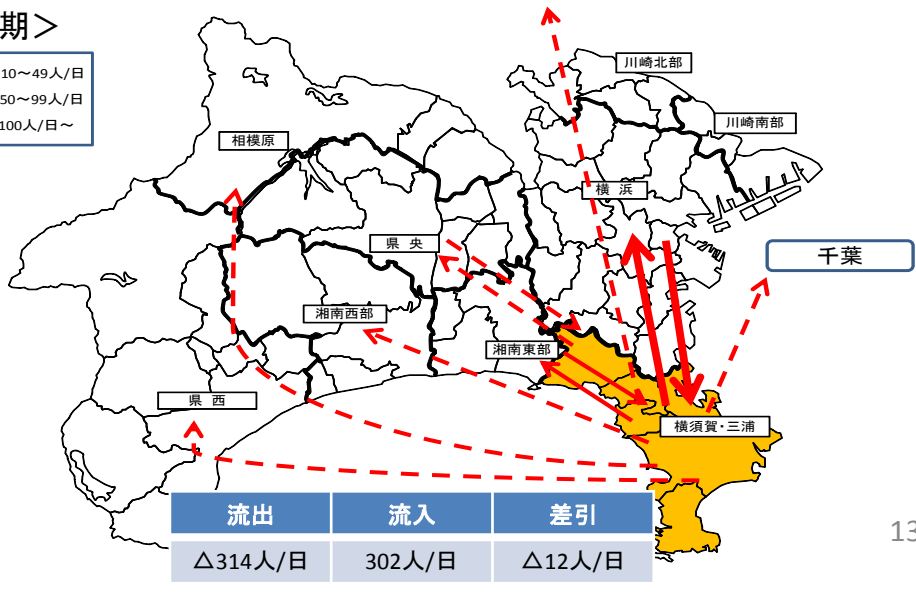 期＞
10～49人/日
50～99人/日
100人/日～
川崎北部
川崎南部
相模原
横 浜
県 央
千葉
湘南西部
湘南東部
県 西
横須賀・三浦
流出 流入 差引
△314人/日 302人/日 △12人/日
13